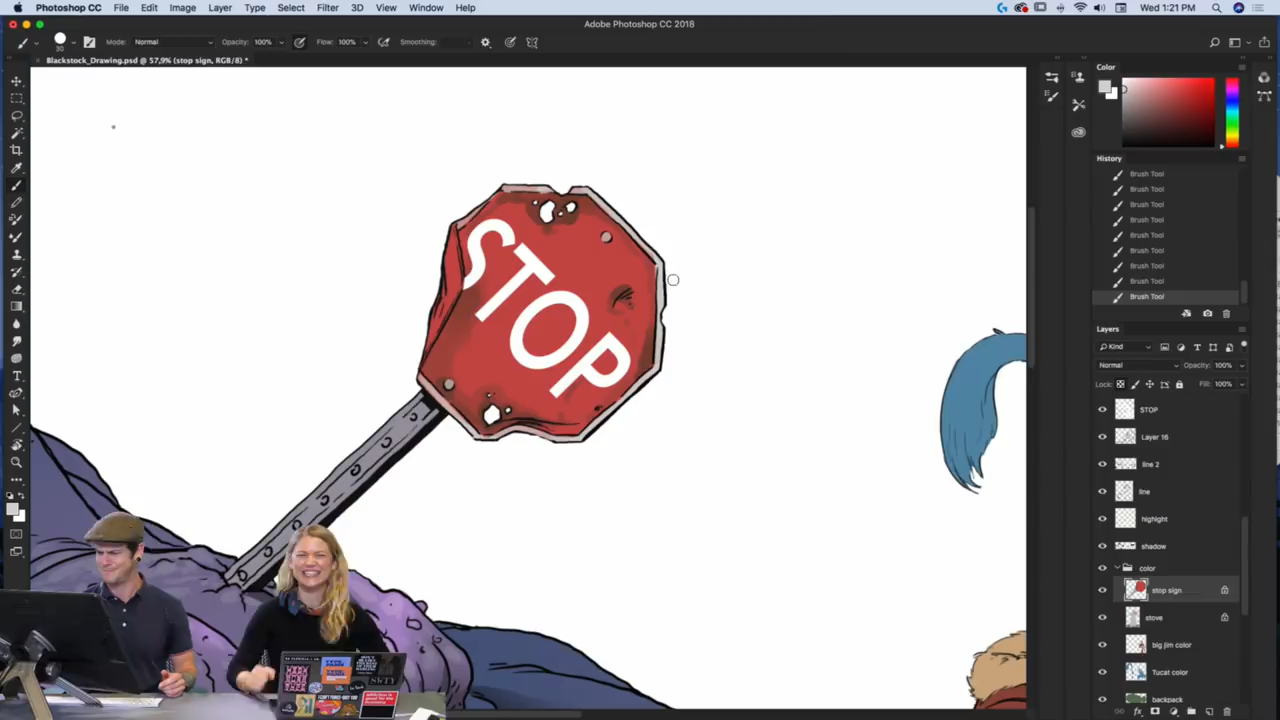 Photoshop CC File Edit Image Layer Type Select Filter 3D View Window Help Wed 1:21 PM
Adobe Photoshop CC 2018
Mode: Normal Opacity: 100% Flow: 100% Smoothing:
30
Blackstock_Drawing.psd @ 57,9% (stop sign, RGB/8) *
Color
History
Brush Tool
Brush Tool
Brush Tool
Brush Tool
Brush Tool
Brush Tool
Brush Tool
Brush Tool
Brush Tool
STOP
Layers
Kind
Normal Opacity: 100%
Lock: Fill: 100%
STOP
Layer 16
line 2
line
highlight
shadow
color
stop sign
stove
big jim color
Tucat color
backpack